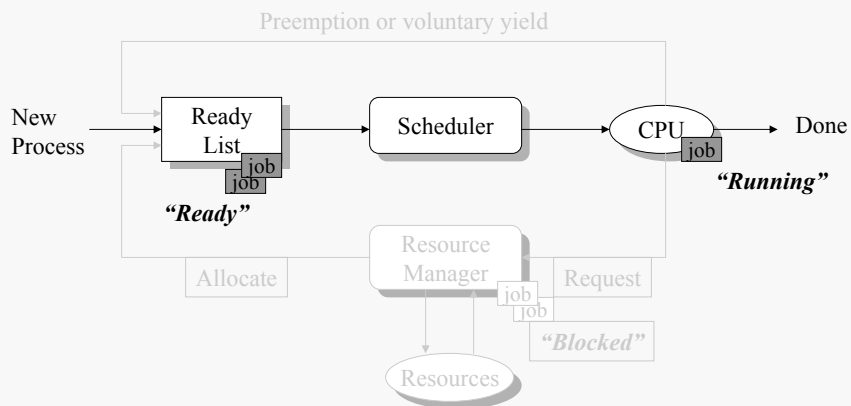 Preemption or voluntary yield
New
Process
Ready
List
job
job
“Ready”
Scheduler
CPU
job
“Running”
Done
Resource
Manager
Allocate
Request
job
job
“Blocked”
Resources